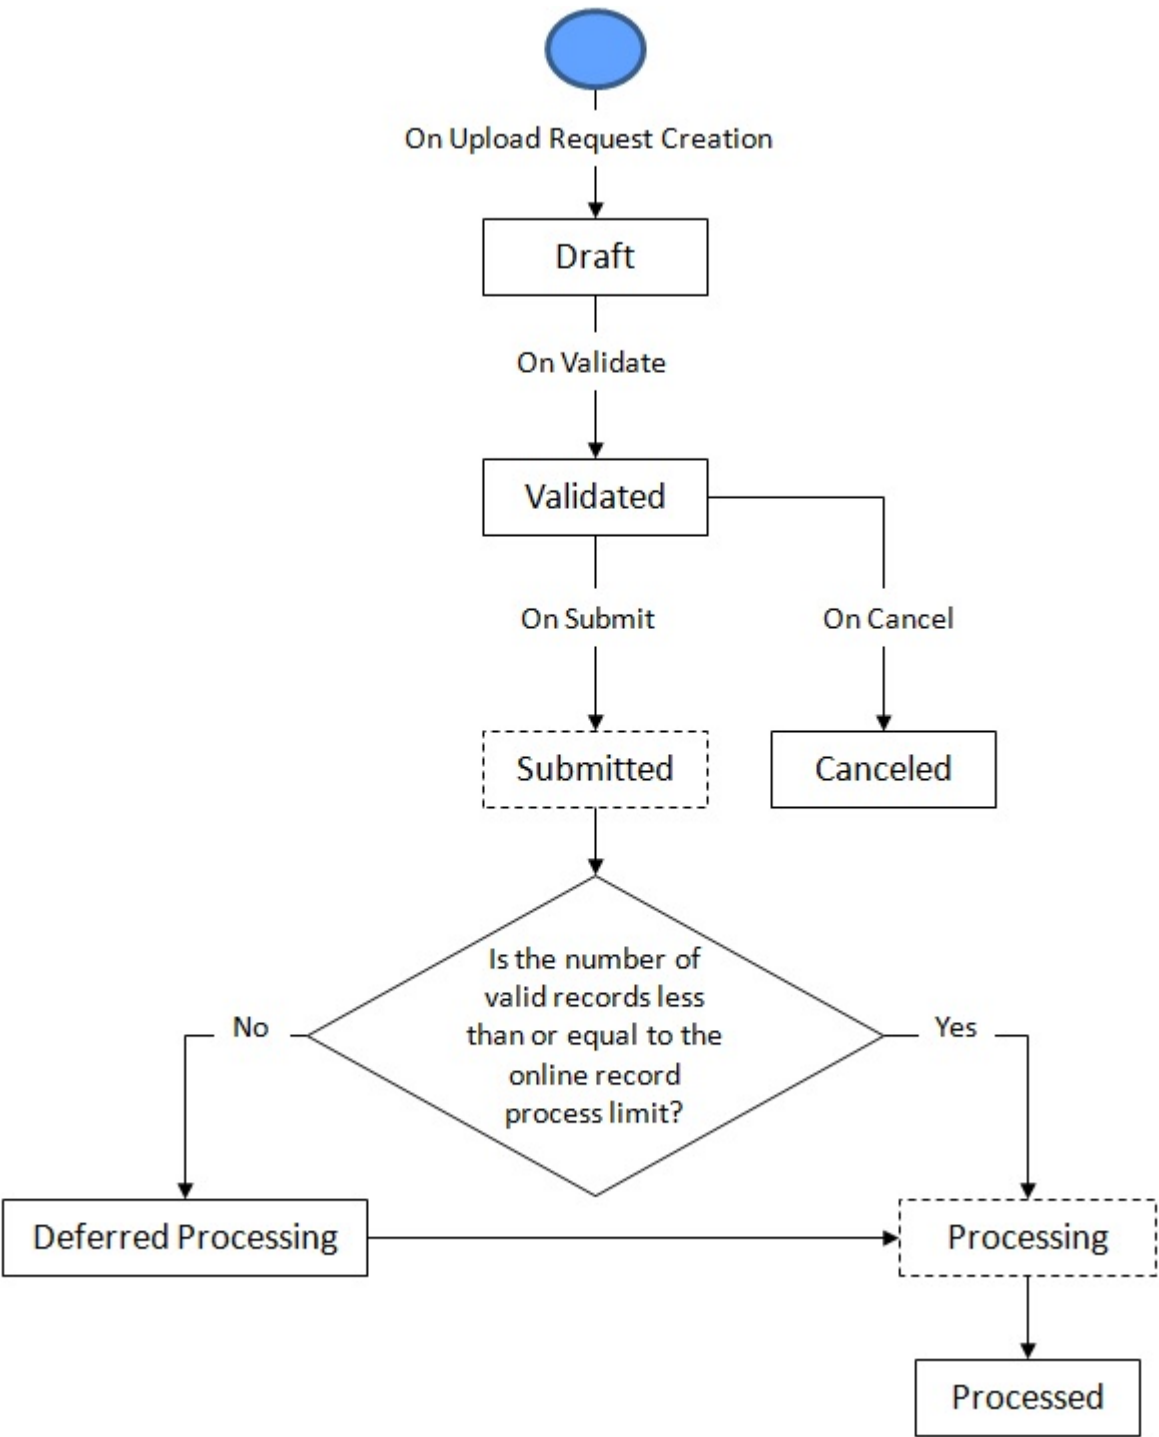 On Upload Request Creation
Draft
On Validate
Validated
On Submit
On Cancel
Submitted
Canceled
Is the number of
valid records less
than or equal to the
online record
process limit?
No
Yes
Deferred Processing
Processing
Processed